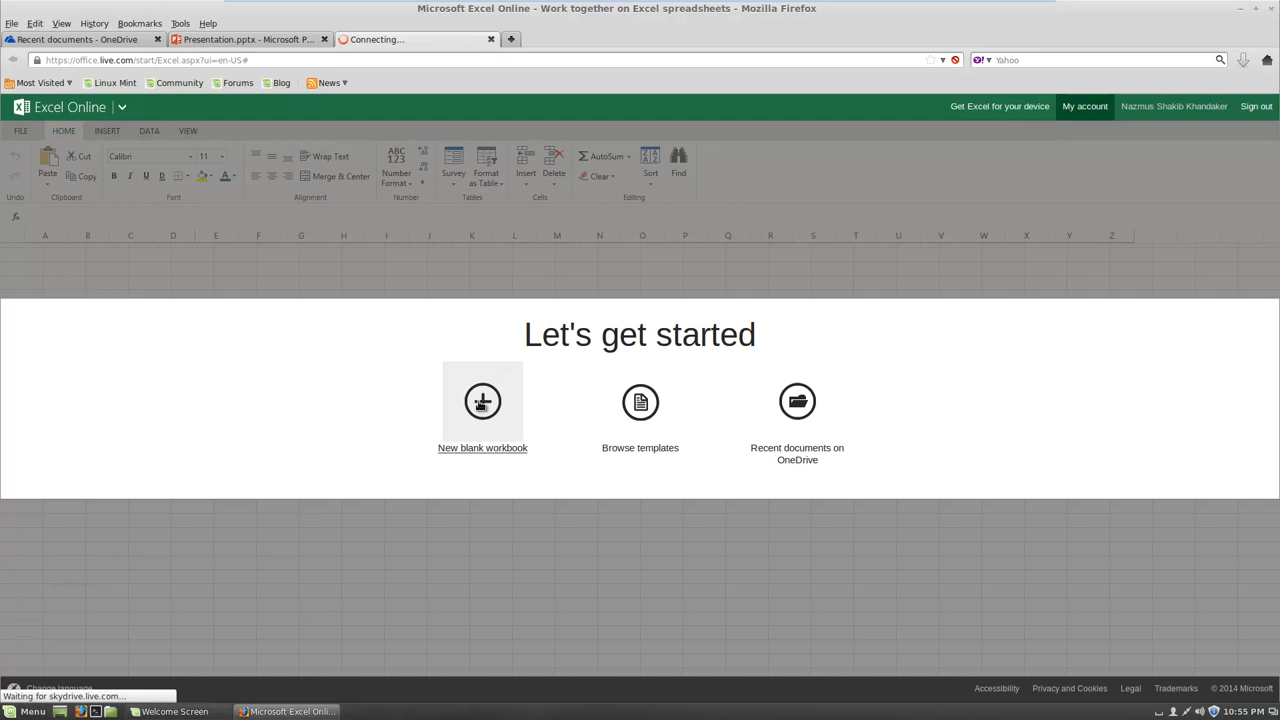 Microsoft Excel Online - Work together on Excel spreadsheets - Mozilla Firefox
File Edit View History Bookmarks Tools Help
Recent documents - OneDrive
Presentation.pptx - Microsoft P...
Connecting...
https://office.live.com/start/Excel.aspx?ui=en-US#
Yahoo
Most Visited Linux Mint Community Forums Blog News
Excel Online
Get Excel for your device
My account
Nazmus Shakib Khandaker
Sign out
FILE HOME INSERT DATA VIEW
Paste
Cut
Copy
Calibri 11
B I U D
Wrap Text
Merge & Center
ABC
123
Number
Format
Survey
Format
as Table
Insert Delete
AutoSum
Clear
Sort
Find
Undo Clipboard Font Alignment Number Tables Cells Editing
fx
A B C D E F G H I J K L M N O P Q R S T U V W X Y Z
Let's get started
New blank workbook
Browse templates
Recent documents on
OneDrive
Change language
Waiting for skydrive.live.com...
Accessibility Privacy and Cookies Legal Trademarks © 2014 Microsoft
Menu
Welcome Screen
Microsoft Excel Onli...
10:55 PM